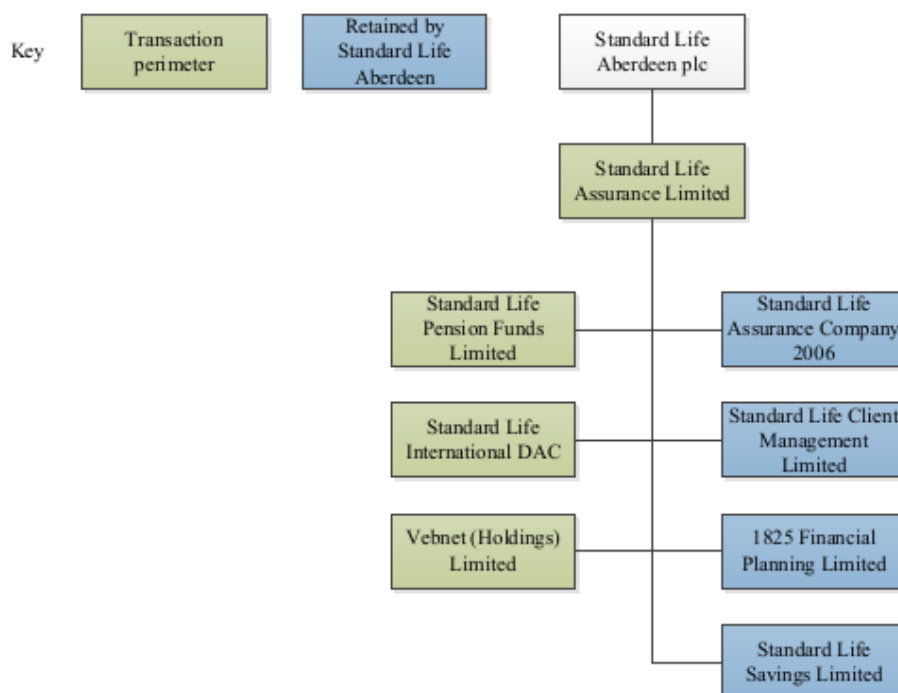 Key
Transaction
perimeter
Retained by
Standard Life
Aberdeen
Standard Life
Aberdeen plc
Standard Life
Assurance Limited
Standard Life
Pension Funds
Limited
Standard Life
Assurance Company
2006
Standard Life
International DAC
Standard Life Client
Management
Limited
Vebnet (Holdings)
Limited
1825 Financial
Planning Limited
Standard Life
Savings Limited